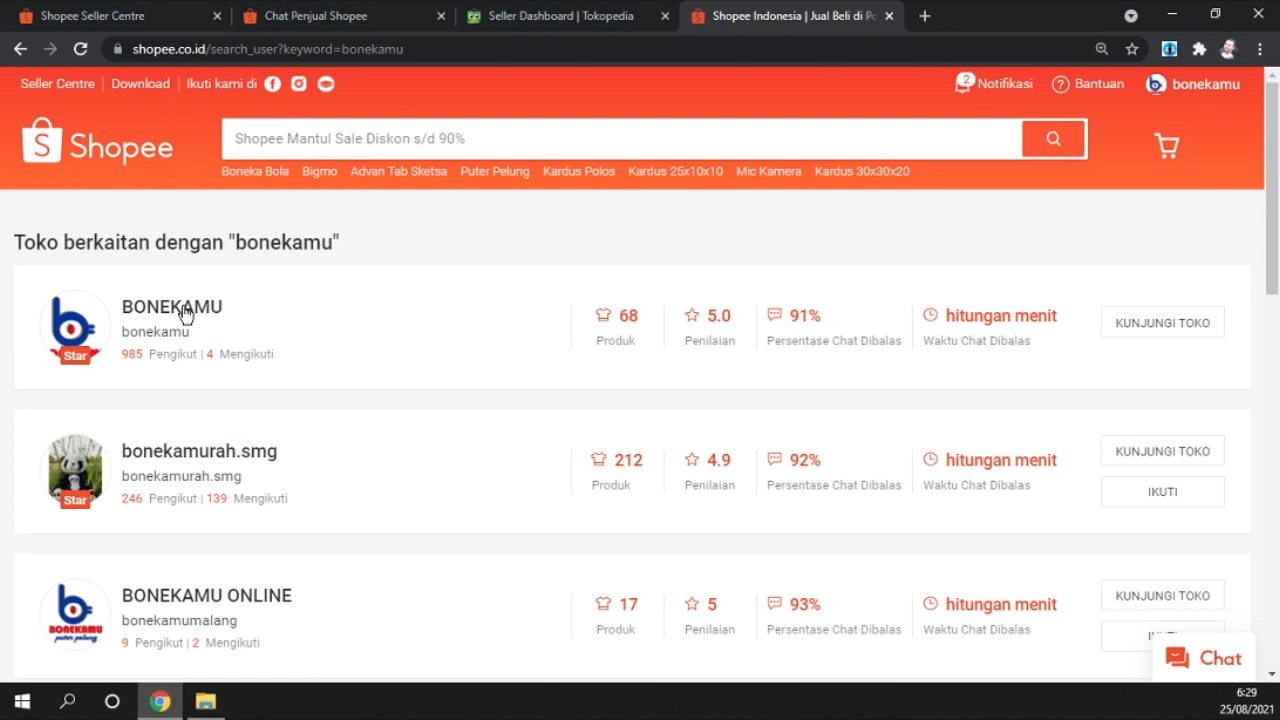 Shopee Seller Centre
Chat Penjual Shopee
Seller Dashboard | Tokopedia
Shopee Indonesia | Jual Beli di Po
shopee.co.id/search_user?keyword=bonekamu
Seller Centre | Download | Ikuti kami di
2 Notifikasi
? Bantuan
bonekamu
Shopee
Shopee Mantul Sale Diskon s/d 90%
Boneka Bola Bigmo Advan Tab Sketsa Puter Pelung Kardus Polos Kardus 25x10x10 Mic Kamera Kardus 30x30x20
Toko berkaitan dengan "bonekamu"
Star
BONEKAMU
bonekamu
985 Pengikut | 4 Mengikuti
68
Produk
5.0
Penilaian
91%
Persentase Chat Dibalas
hitungan menit
Waktu Chat Dibalas
KUNJUNGI TOKO
Star
bonekamurah.smg
bonekamurah.smg
246 Pengikut | 139 Mengikuti
212
Produk
4.9
Penilaian
92%
Persentase Chat Dibalas
hitungan menit
Waktu Chat Dibalas
KUNJUNGI TOKO
IKUTI
BONEKAMU
puter pelung
BONEKAMU ONLINE
bonekamumalang
9 Pengikut | 2 Mengikuti
17
Produk
5
Penilaian
93%
Persentase Chat Dibalas
hitungan menit
Waktu Chat Dibalas
KUNJUNGI TOKO
Chat
6:29
25/08/2021